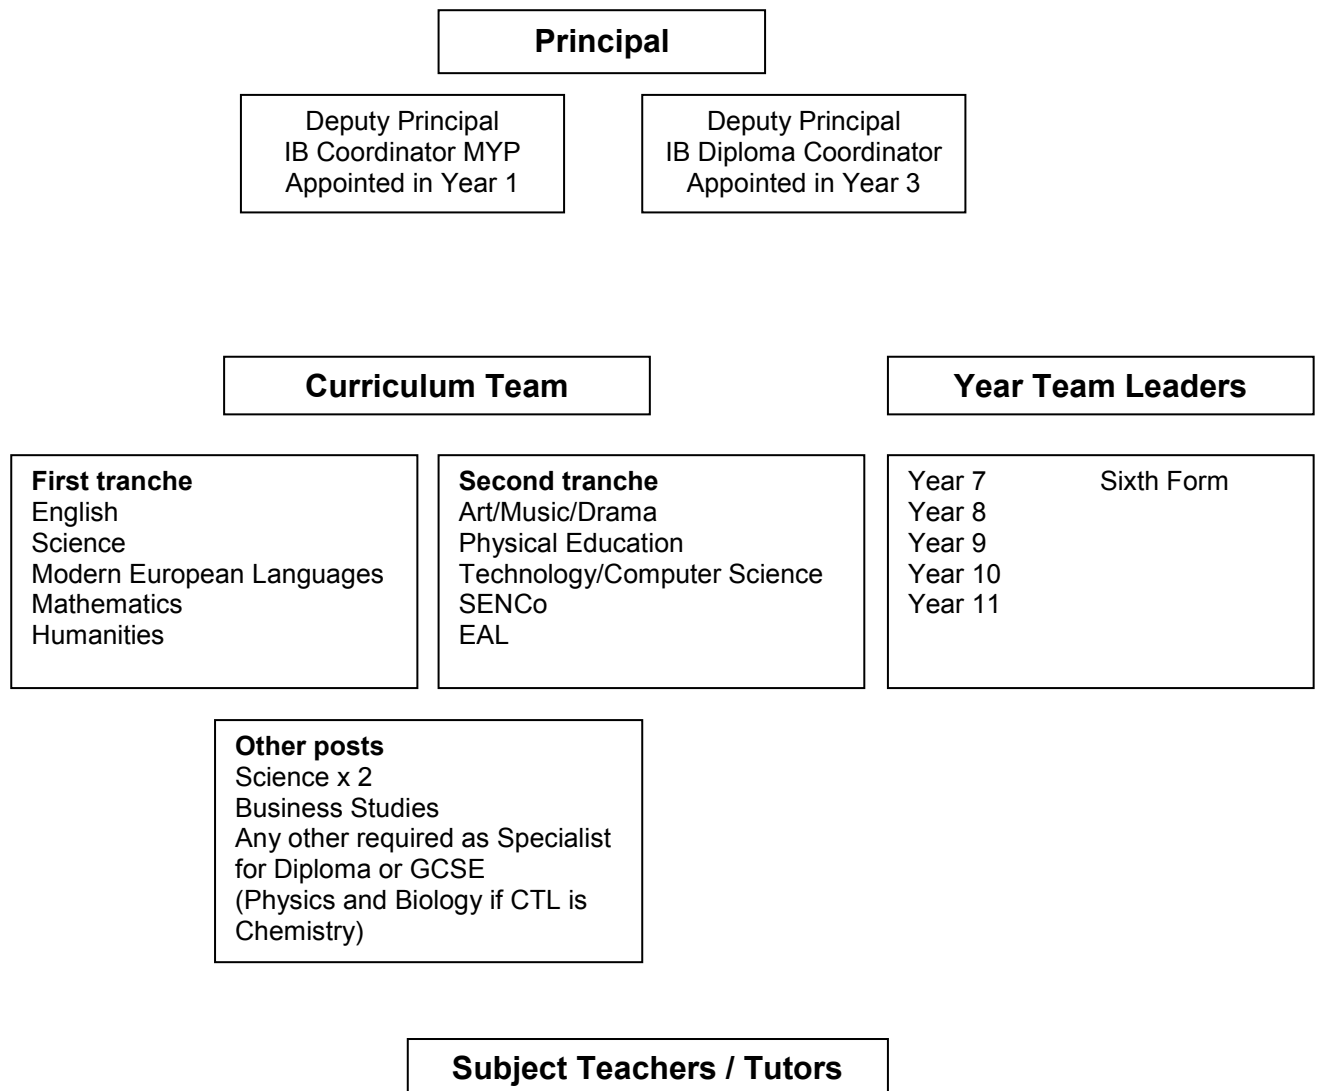 Principal
Deputy Principal
IB Coordinator MYP
Appointed in Year 1
Deputy Principal
IB Diploma Coordinator
Appointed in Year 3
Curriculum Team
Year Team Leaders
First tranche
English
Science
Modern European Languages
Mathematics
Humanities
Second tranche
Art/Music/Drama
Physical Education
Technology/Computer Science
SENCo
EAL
Year 7 Sixth Form
Year 8
Year 9
Year 10
Year 11
Other posts
Science x 2
Business Studies
Any other required as Specialist
for Diploma or GCSE
(Physics and Biology if CTL is
Chemistry)
Subject Teachers / Tutors